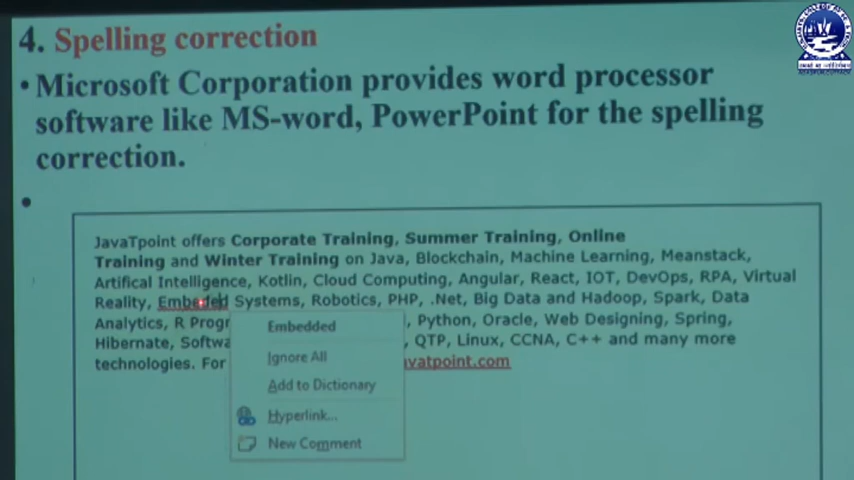 4. Spelling correction
• Microsoft Corporation provides word processor
software like MS-word, PowerPoint for the spelling
correction.
•
JavaTpoint offers Corporate Training, Summer Training, Online
Training and Winter Training on Java, Blockchain, Machine Learning, Meanstack,
Artifical Intelligence, Kotlin, Cloud Computing, Angular, React, IOT, DevOps, RPA, Virtual
Reality, Systems, Robotics, PHP, .Net, Big Data and Hadoop, Spark, Data
Analytics, R Progr , Python, Oracle, Web Designing, Spring,
Hibernate, Softwa , QTP, Linux, CCNA, C++ and many more
technologies. For vatpoint.com
Embedded
Ignore All
Add to Dictionary
Hyperlink...
New Comment